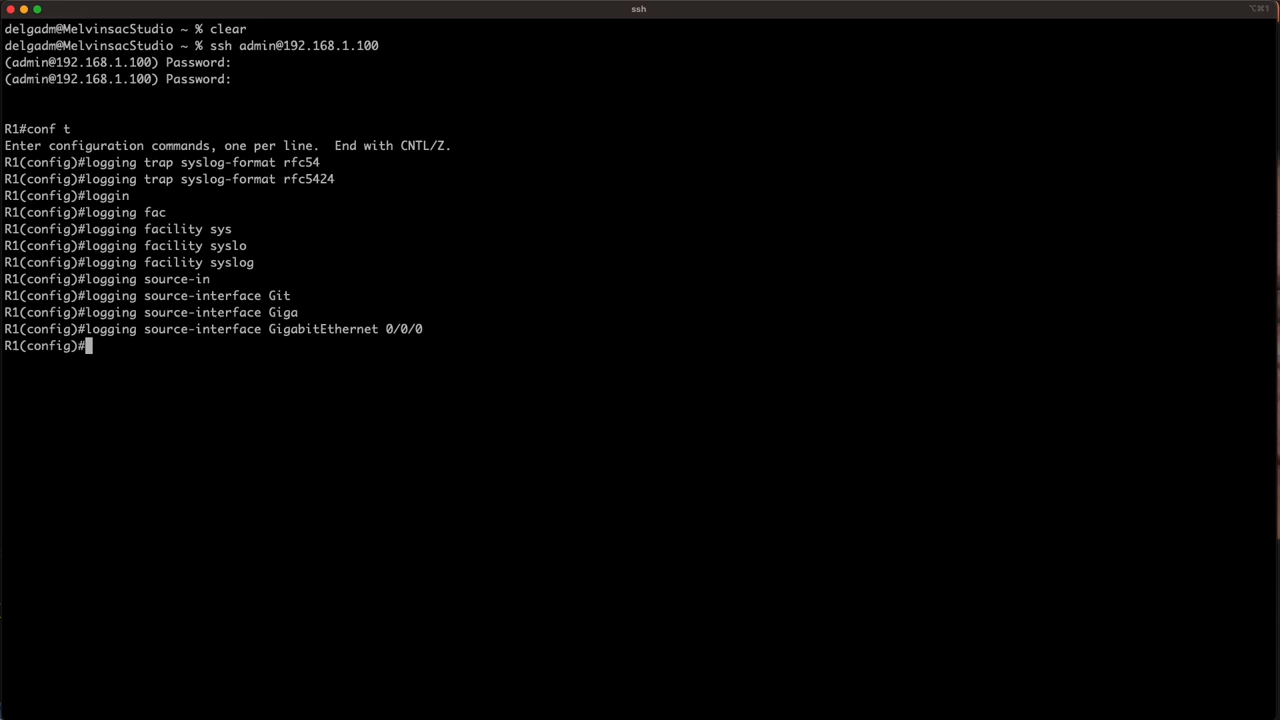 ssh
⌥⌘1
delgadm@MelvinsacStudio ~ % clear
delgadm@MelvinsacStudio ~ % ssh admin@192.168.1.100
(admin@192.168.1.100) Password:
(admin@192.168.1.100) Password:
R1#conf t
Enter configuration commands, one per line.  End with CNTL/Z.
R1(config)#logging trap syslog-format rfc54
R1(config)#logging trap syslog-format rfc5424
R1(config)#loggin
R1(config)#logging fac
R1(config)#logging facility sys
R1(config)#logging facility syslo
R1(config)#logging facility syslog
R1(config)#logging source-in
R1(config)#logging source-interface Git
R1(config)#logging source-interface Giga
R1(config)#logging source-interface GigabitEthernet 0/0/0
R1(config)#